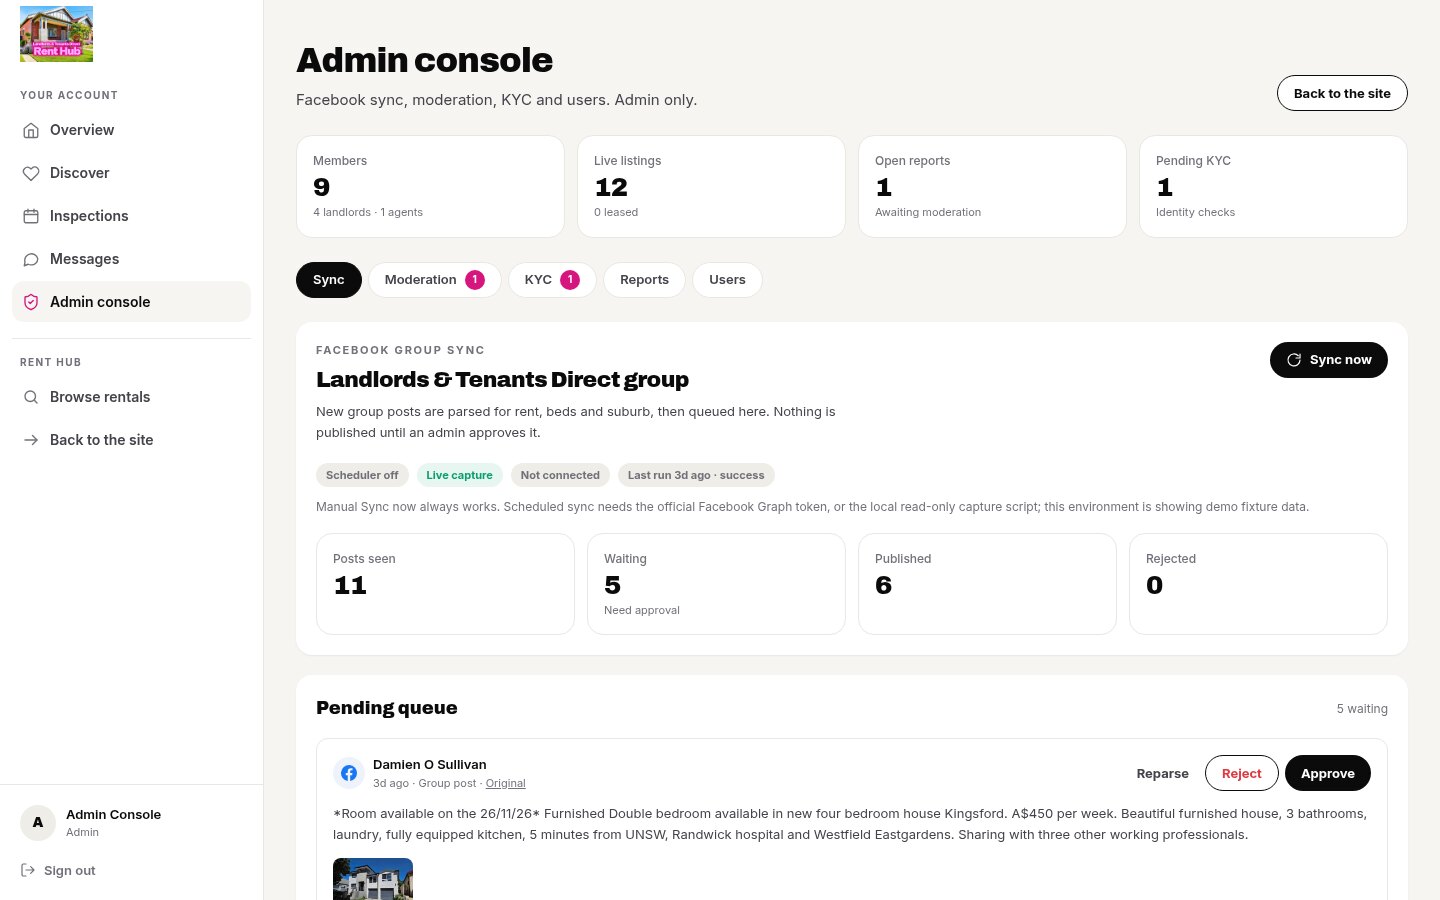 Landlords & Tenants Direct
Rent Hub
YOUR ACCOUNT
Overview
Discover
Inspections
Messages
Admin console
RENT HUB
Browse rentals
Back to the site
A
Admin Console
Admin
Sign out
Admin console
Facebook sync, moderation, KYC and users. Admin only.
Back to the site
Members
9
4 landlords · 1 agents
Live listings
12
0 leased
Open reports
1
Awaiting moderation
Pending KYC
1
Identity checks
Sync
Moderation 1
KYC 1
Reports
Users
FACEBOOK GROUP SYNC
Landlords & Tenants Direct group
Sync now
New group posts are parsed for rent, beds and suburb, then queued here. Nothing is
published until an admin approves it.
Scheduler off
Live capture
Not connected
Last run 3d ago · success
Manual Sync now always works. Scheduled sync needs the official Facebook Graph token, or the local read-only capture script; this environment is showing demo fixture data.
Posts seen
11
Waiting
5
Need approval
Published
6
Rejected
0
Pending queue
5 waiting
Damien O Sullivan
3d ago · Group post · Original
Reparse
Reject
Approve
*Room available on the 26/11/26* Furnished Double bedroom available in new four bedroom house Kingsford. A$450 per week. Beautiful furnished house, 3 bathrooms,
laundry, fully equipped kitchen, 5 minutes from UNSW, Randwick hospital and Westfield Eastgardens. Sharing with three other working professionals.